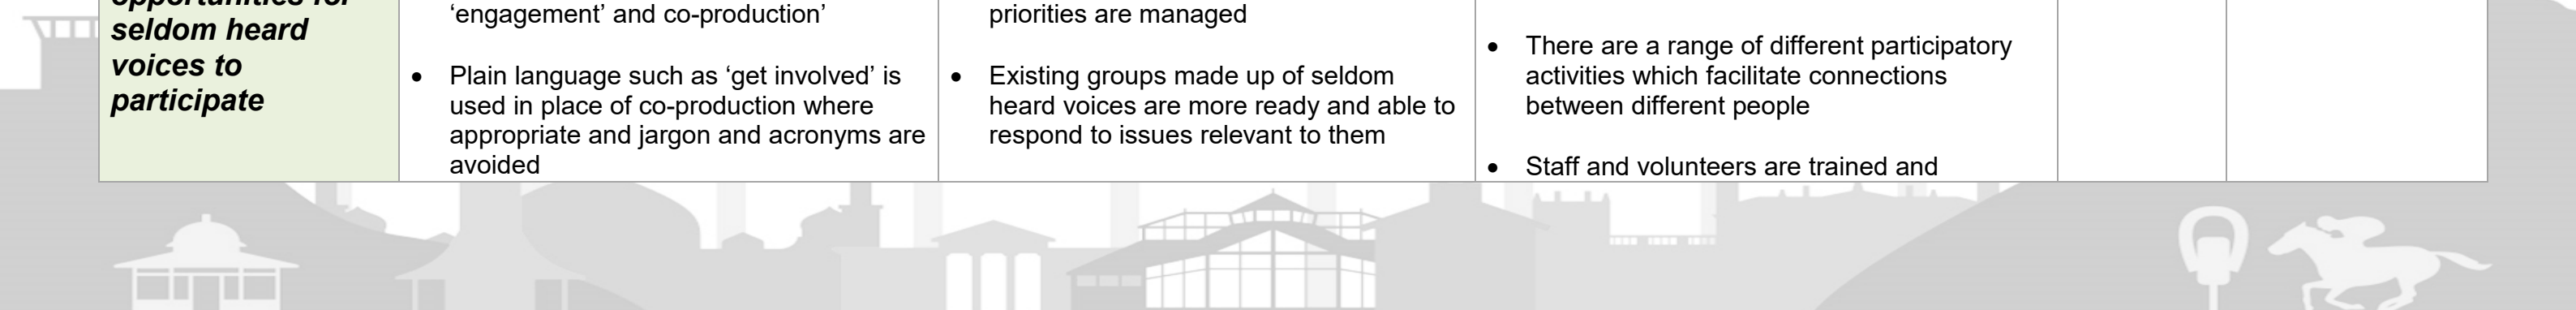 opportunities for
seldom heard
voices to
participate
‘engagement’ and co-production’
• Plain language such as ‘get involved’ is
used in place of co-production where
appropriate and jargon and acronyms are
avoided
priorities are managed
• Existing groups made up of seldom
heard voices are more ready and able to
respond to issues relevant to them
• There are a range of different participatory
activities which facilitate connections
between different people
• Staff and volunteers are trained and